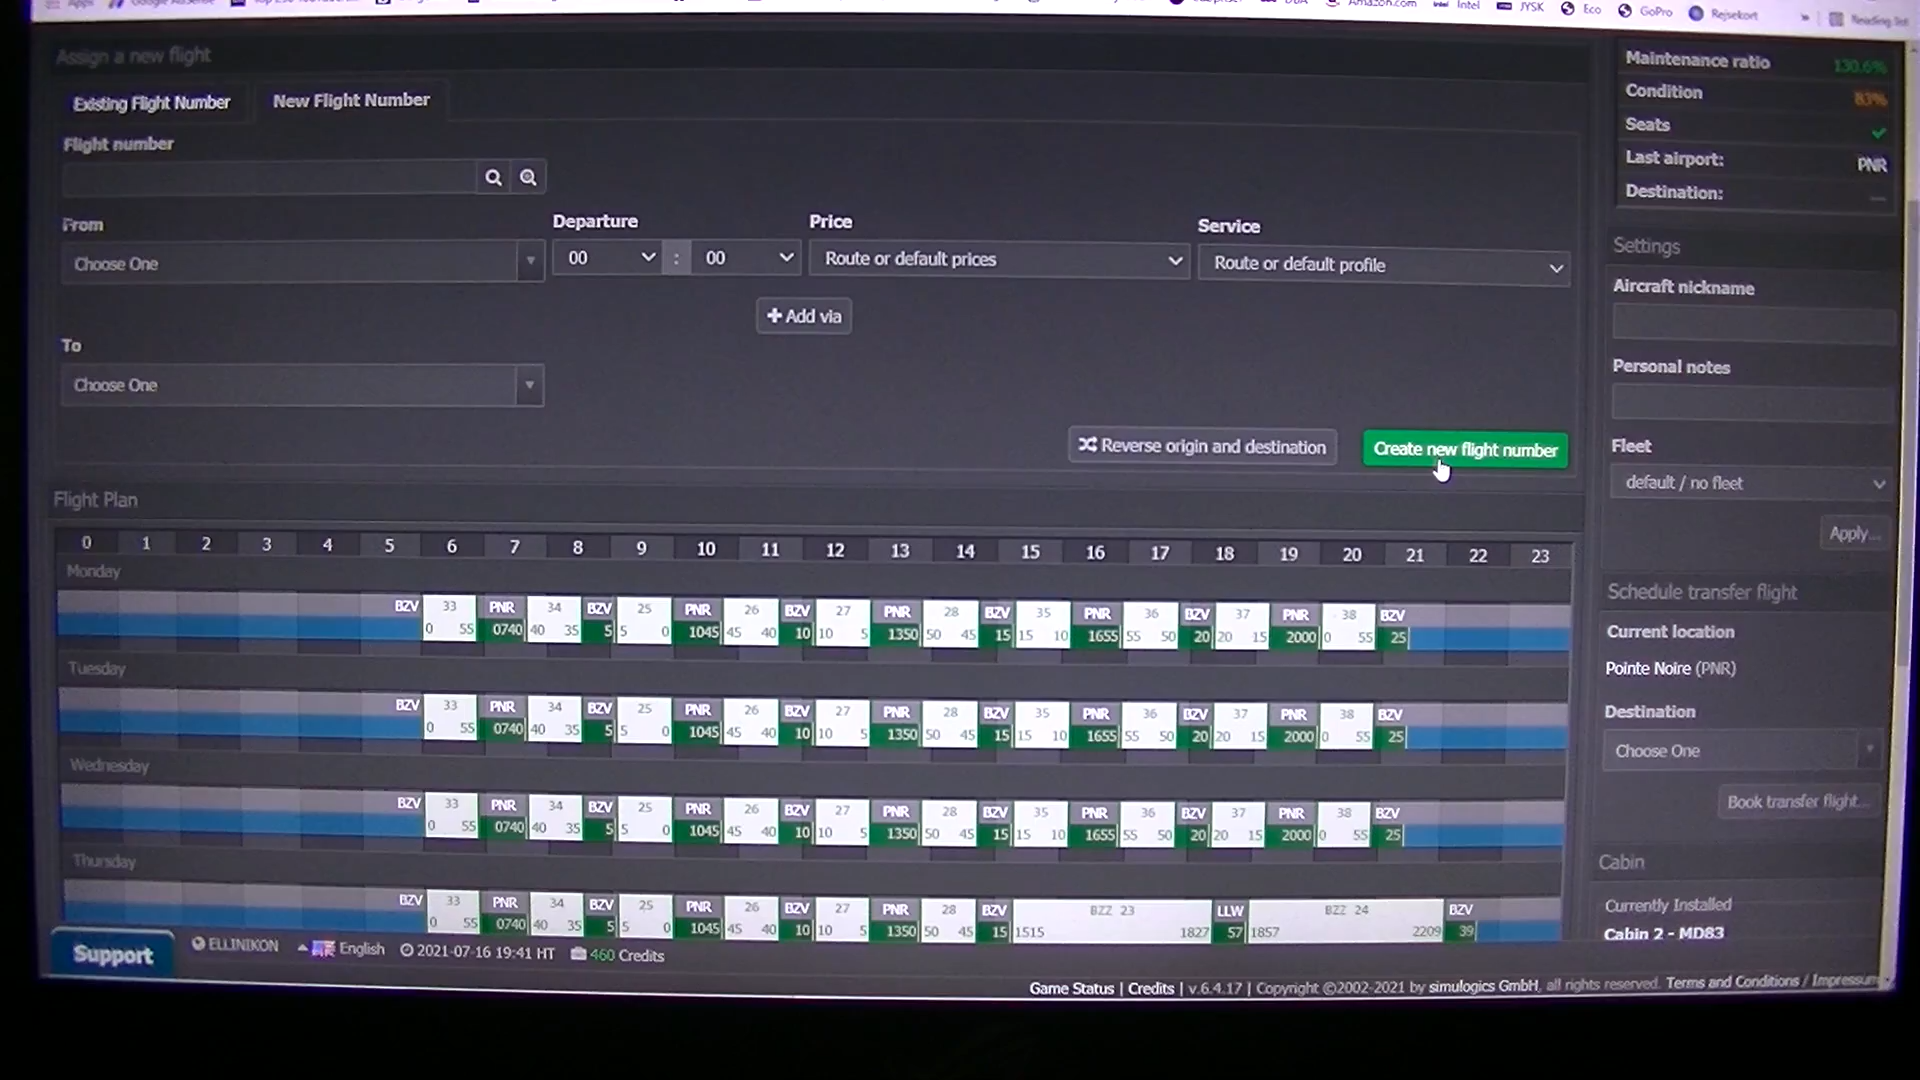 Apps
Google AdSense
Amazon.com
Intel
JYSK
Eco
GoPro
Rejsekort
»
Reading list
Assign a new flight
Existing Flight Number
New Flight Number
Flight number
From
Departure
Price
Service
Choose One
00 : 00
Route or default prices
Route or default profile
+ Add via
To
Choose One
Reverse origin and destination
Create new flight number
Flight Plan
0 1 2 3 4 5 6 7 8 9 10 11 12 13 14 15 16 17 18 19 20 21 22 23
Monday
BZV 33 PNR 34 BZV 25 PNR 26 BZV 27 PNR 28 BZV 35 PNR 36 BZV 37 PNR 38 BZV
0 55 0740 40 35 5 5 0 1045 45 40 10 10 5 1350 50 45 15 15 10 1655 55 50 20 20 15 2000 0 55 25
Tuesday
BZV 33 PNR 34 BZV 25 PNR 26 BZV 27 PNR 28 BZV 35 PNR 36 BZV 37 PNR 38 BZV
0 55 0740 40 35 5 5 0 1045 45 40 10 10 5 1350 50 45 15 15 10 1655 55 50 20 20 15 2000 0 55 25
Wednesday
BZV 33 PNR 34 BZV 25 PNR 26 BZV 27 PNR 28 BZV 35 PNR 36 BZV 37 PNR 38 BZV
0 55 0740 40 35 5 5 0 1045 45 40 10 10 5 1350 50 45 15 15 10 1655 55 50 20 20 15 2000 0 55 25
Thursday
BZV 33 PNR 34 BZV 25 PNR 26 BZV 27 PNR 28 BZV BZZ 23 LLW BZZ 24 BZV
0 55 0740 40 35 5 5 0 1045 45 40 10 10 5 1350 50 45 15 1515 1827 57 1857 2209 39
Maintenance ratio 130.6%
Condition 83%
Seats
Last airport: PNR
Destination: —
Settings
Aircraft nickname
Personal notes
Fleet
default / no fleet
Apply...
Schedule transfer flight
Current location
Pointe Noire (PNR)
Destination
Choose One
Book transfer flight...
Cabin
Currently Installed
Cabin 2 - MD83
Support
ELLINIKON
English
2021-07-16 19:41 HT
460 Credits
Game Status | Credits | v.6.4.17 | Copyright ©2002-2021 by simulogics GmbH, all rights reserved. Terms and Conditions / Impressum